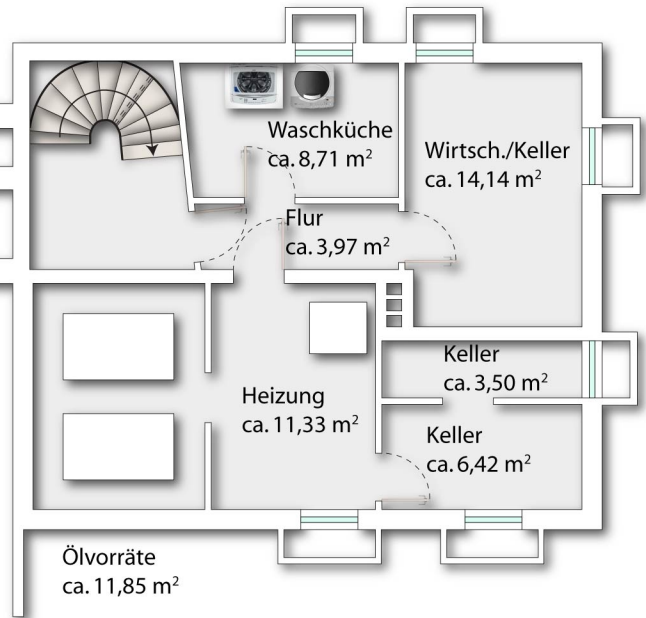 Waschküche
ca. 8,71 m²
Wirtsch./Keller
ca. 14,14 m²
Flur
ca. 3,97 m²
Keller
ca. 3,50 m²
Heizung
ca. 11,33 m²
Keller
ca. 6,42 m²
Ölvorräte
ca. 11,85 m²